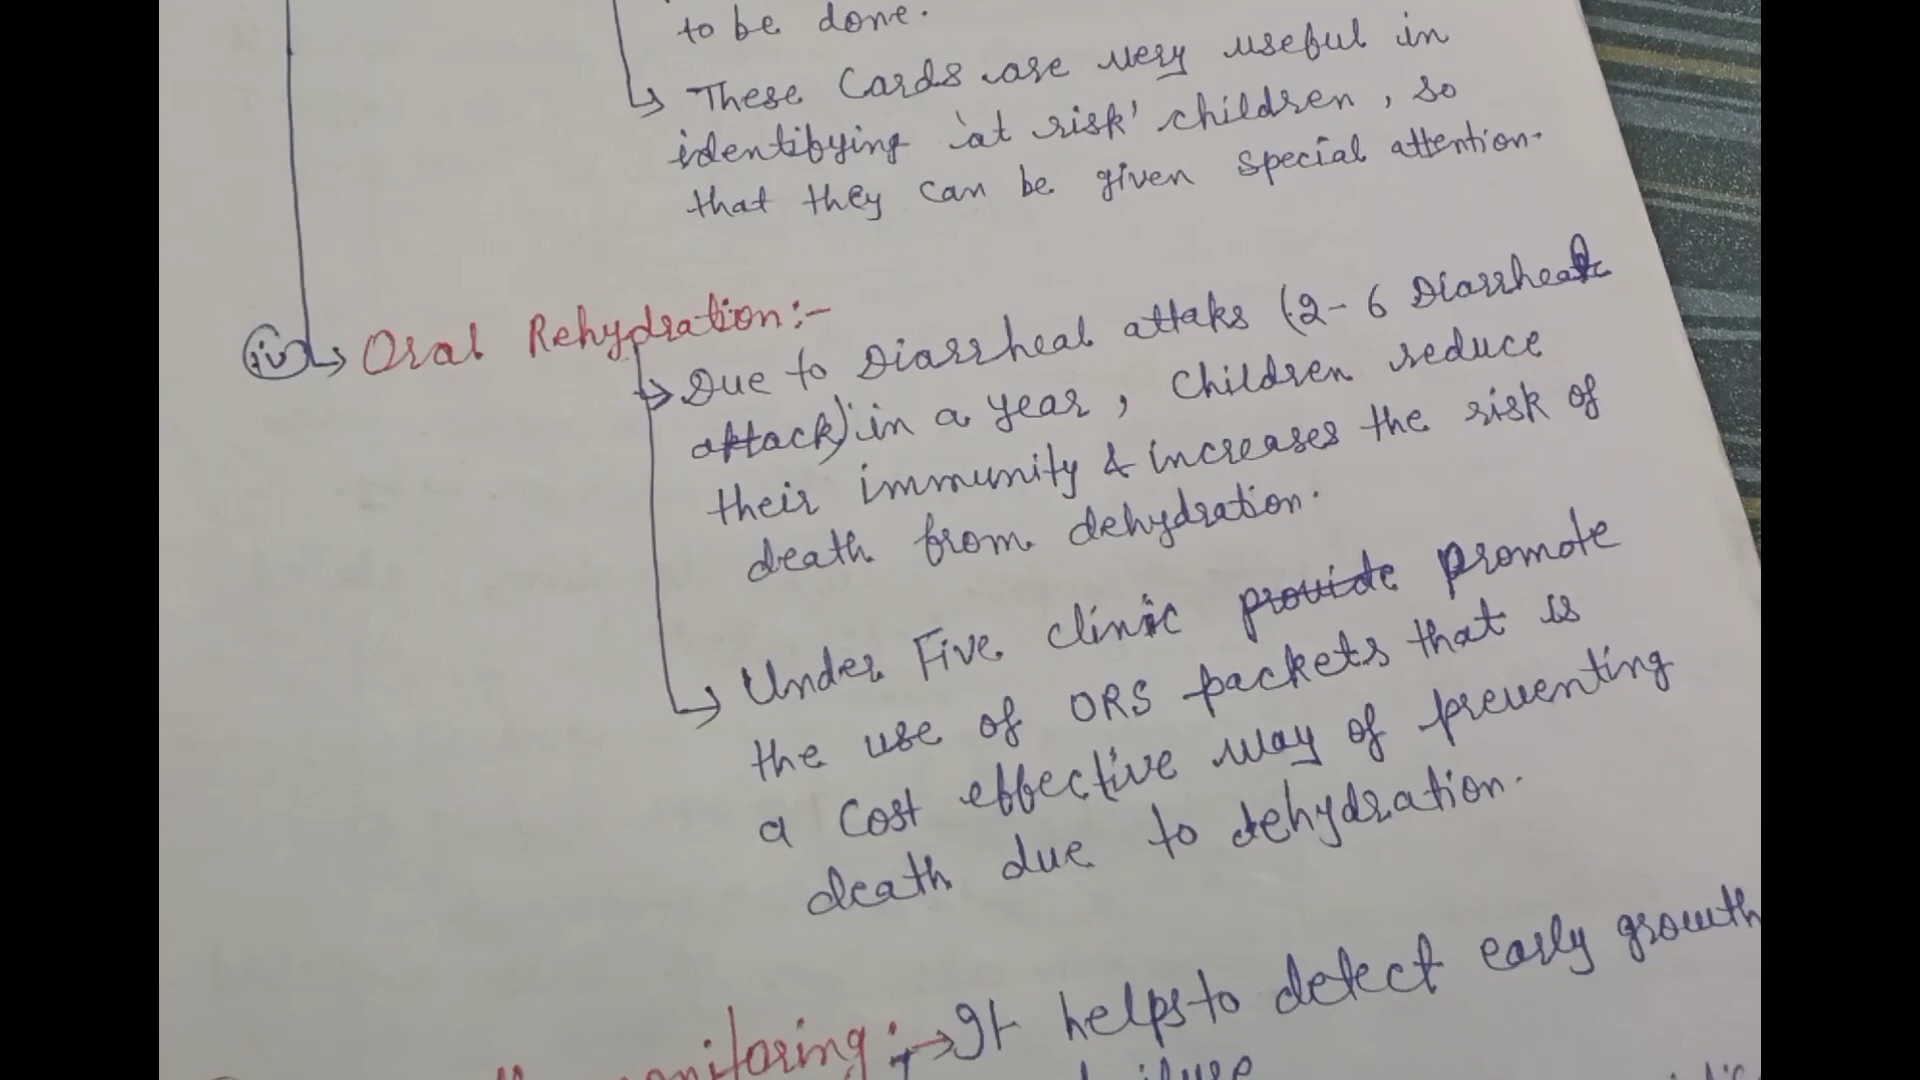 to be done.
→ These Cards are very useful in
identifying 'at risk' children, so
that they can be given special attention.
(iv) → Oral Rehydration:-
→ Due to Diarrheal attaks (2-6 Diarrheal
attack) in a year, Children reduce
their immunity & increases the risk of
death from dehydration.
→ Under Five clinic provide promote
the use of ORS packets that is
a Cost effective way of preventing
death due to dehydration.
monitoring :→ It helps to detect early growth